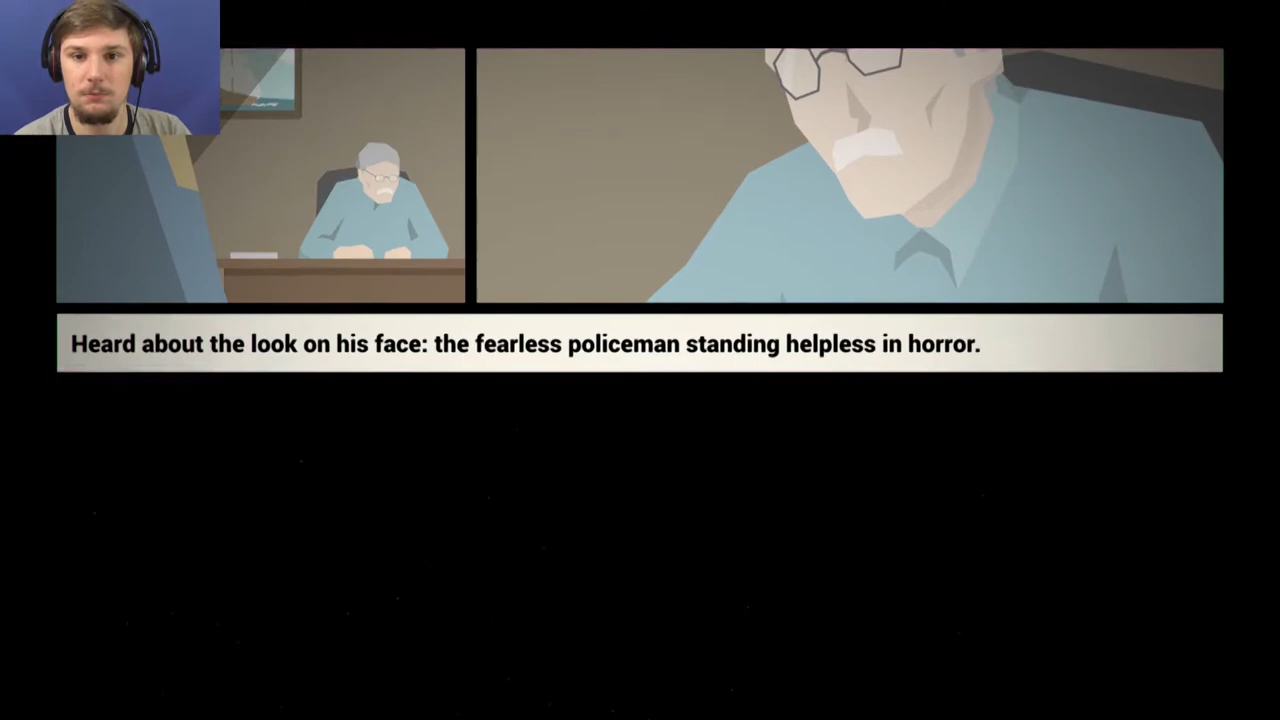 Heard about the look on his face: the fearless policeman standing helpless in horror.